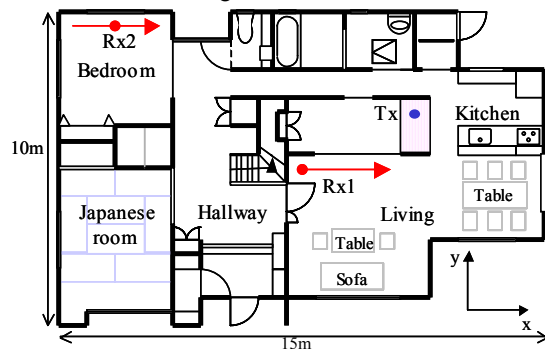 Rx2
Bedroom
Tx
Kitchen
10m
Rx1
Table
Japanese
room
Hallway
Living
Table
Sofa
y
x
15m